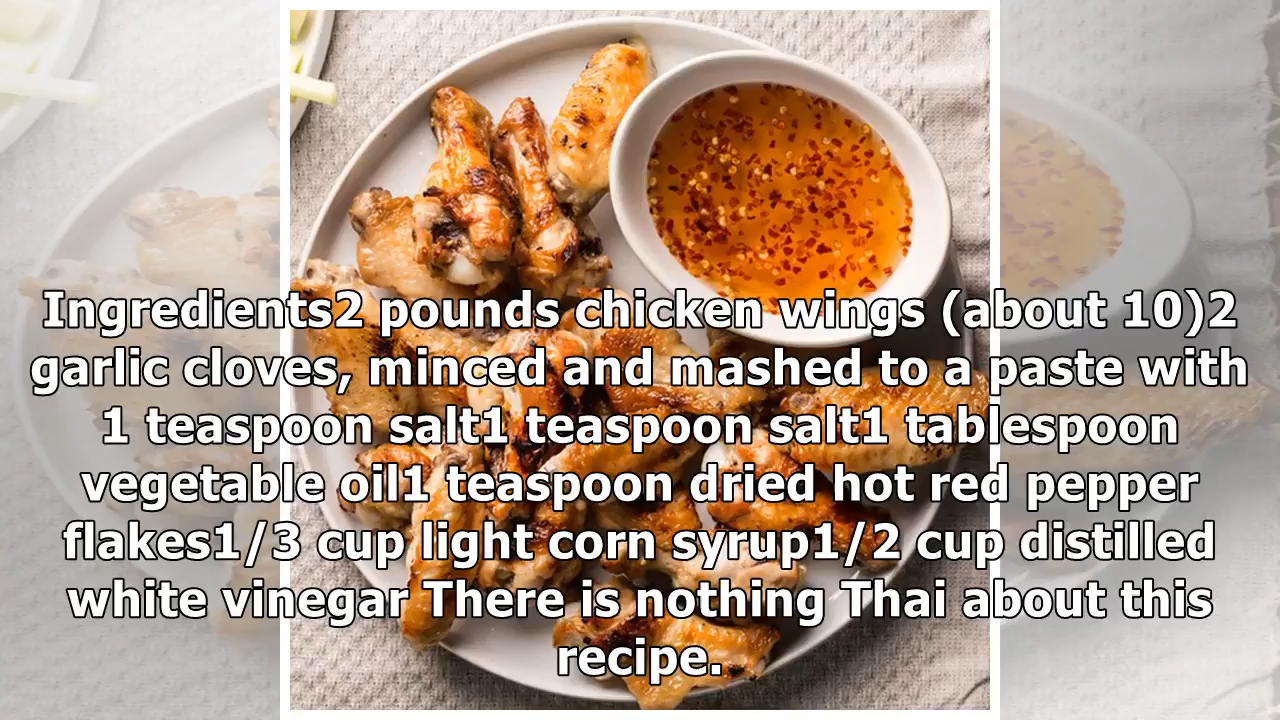 Ingredients2 pounds chicken wings (about 10)2
garlic cloves, minced and mashed to a paste with
1 teaspoon salt1 teaspoon salt1 tablespoon
vegetable oil1 teaspoon dried hot red pepper
flakes1/3 cup light corn syrup1/2 cup distilled
white vinegar There is nothing Thai about this
recipe.